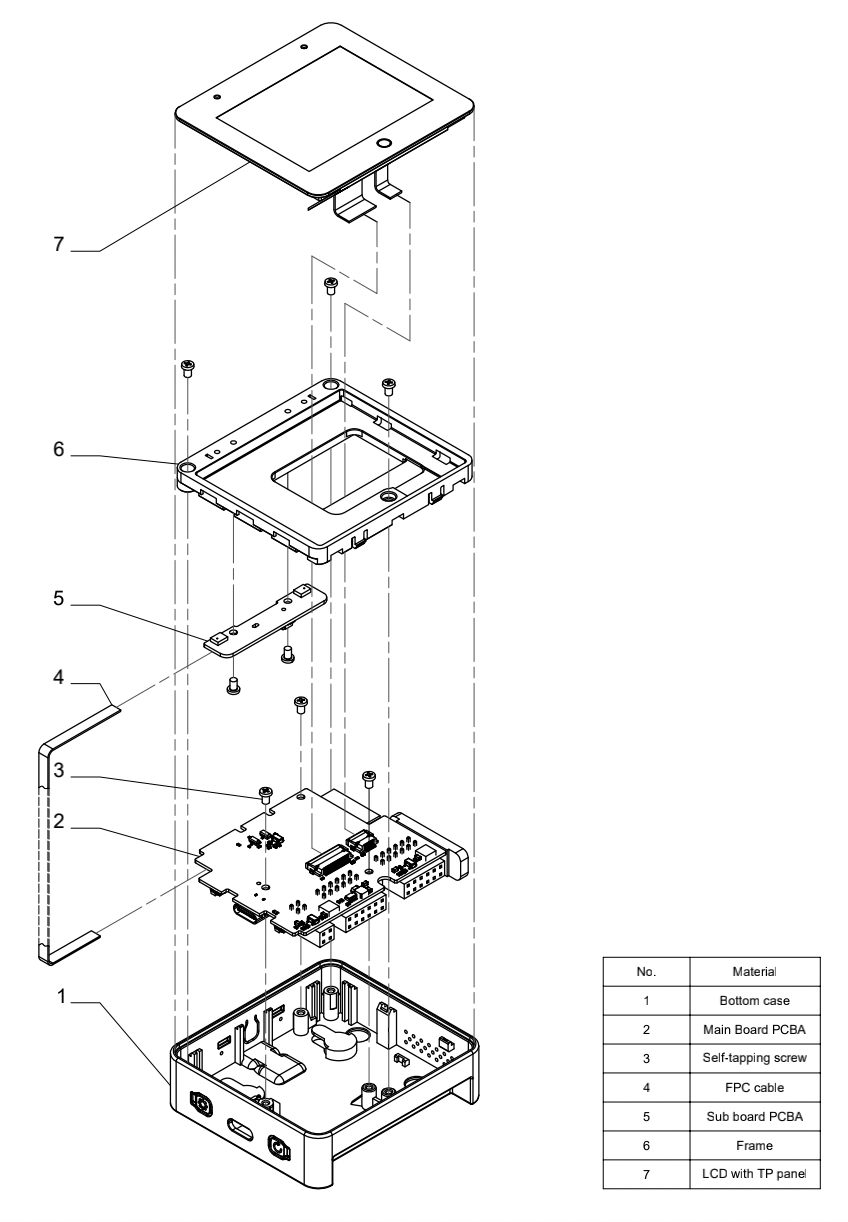 7
6
5
4
3
2
1
No. Material
1 Bottom case
2 Main Board PCBA
3 Self-tapping screw
4 FPC cable
5 Sub board PCBA
6 Frame
7 LCD with TP panel